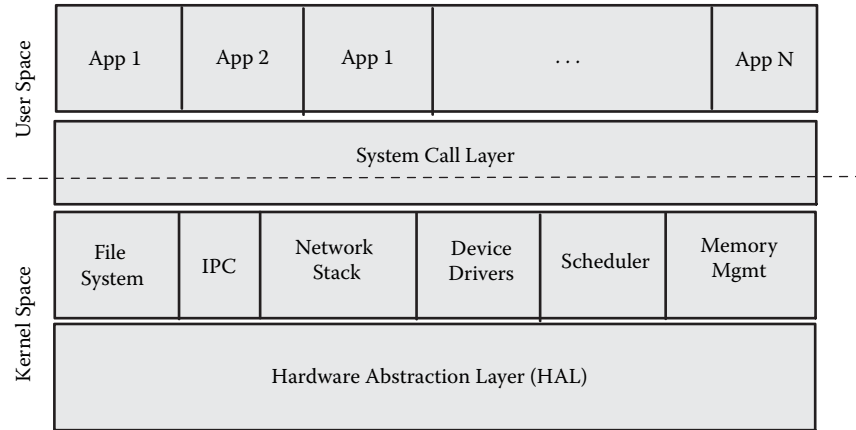 User Space
App 1
App 2
App 1
. . .
App N
System Call Layer
Kernel Space
File
System
IPC
Network
Stack
Device
Drivers
Scheduler
Memory
Mgmt
Hardware Abstraction Layer (HAL)